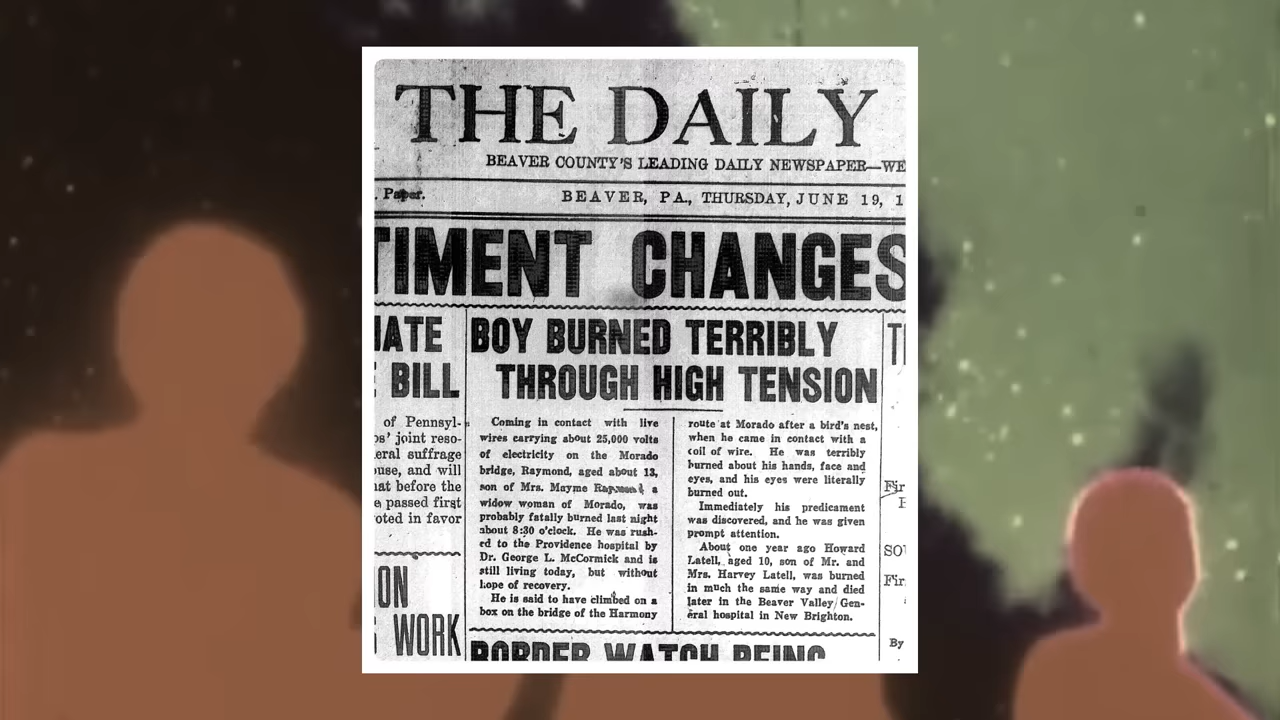 THE DAILY
BEAVER COUNTY'S LEADING DAILY NEWSPAPER—WE
. Paper.
BEAVER, PA., THURSDAY, JUNE 19, 1
TIMENT CHANGES
ATE
BILL
of Pennsyl-
os' joint reso-
eral suffrage
use, and will
at before the
e passed first
oted in favor
ON
WORK
BOY BURNED TERRIBLY
THROUGH HIGH TENSION
Coming in contact with live
wires carrying about 25,000 volts
of electricity on the Morado
bridge, Raymond, aged about 13,
son of Mrs. Mayme a
widow woman of Morado, was
probably fatally burned last night
about 8:30 o'clock. He was rush-
ed to the Providence hospital by
Dr. George L. McCormick and is
still living today, but without
hope of recovery.
He is said to have climbed on a
box on the bridge of the Harmony
route at Morado after a bird's nest,
when he came in contact with a
coil of wire. He was terribly
burned about his hands, face and
eyes, and his eyes were literally
burned out.
Immediately his predicament
was discovered, and he was given
prompt attention.
About one year ago Howard
Latell, aged 10, son of Mr. and
Mrs. Harvey Latell, was burned
in much the same way and died
later in the Beaver Valley Gen-
eral hospital in New Brighton.
BORDER WATCH BEING
Fir
SO
Fir
By